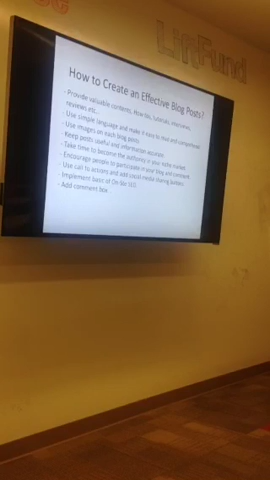 LiftFund
How to Create an Effective Blog Posts?
- Provide valuable contents, How tos, tutorials, interviews,
reviews etc..
- Use simple language and make it easy to read and comprehend.
- Use images on each blog posts.
- Keep posts useful and information accurate.
- Take time to become the authority in your niche market.
- Encourage people to participate in your blog and comment.
- Use call to actions and add social media sharing buttons.
- Implement basic of On-Site SEO.
- Add comment box.